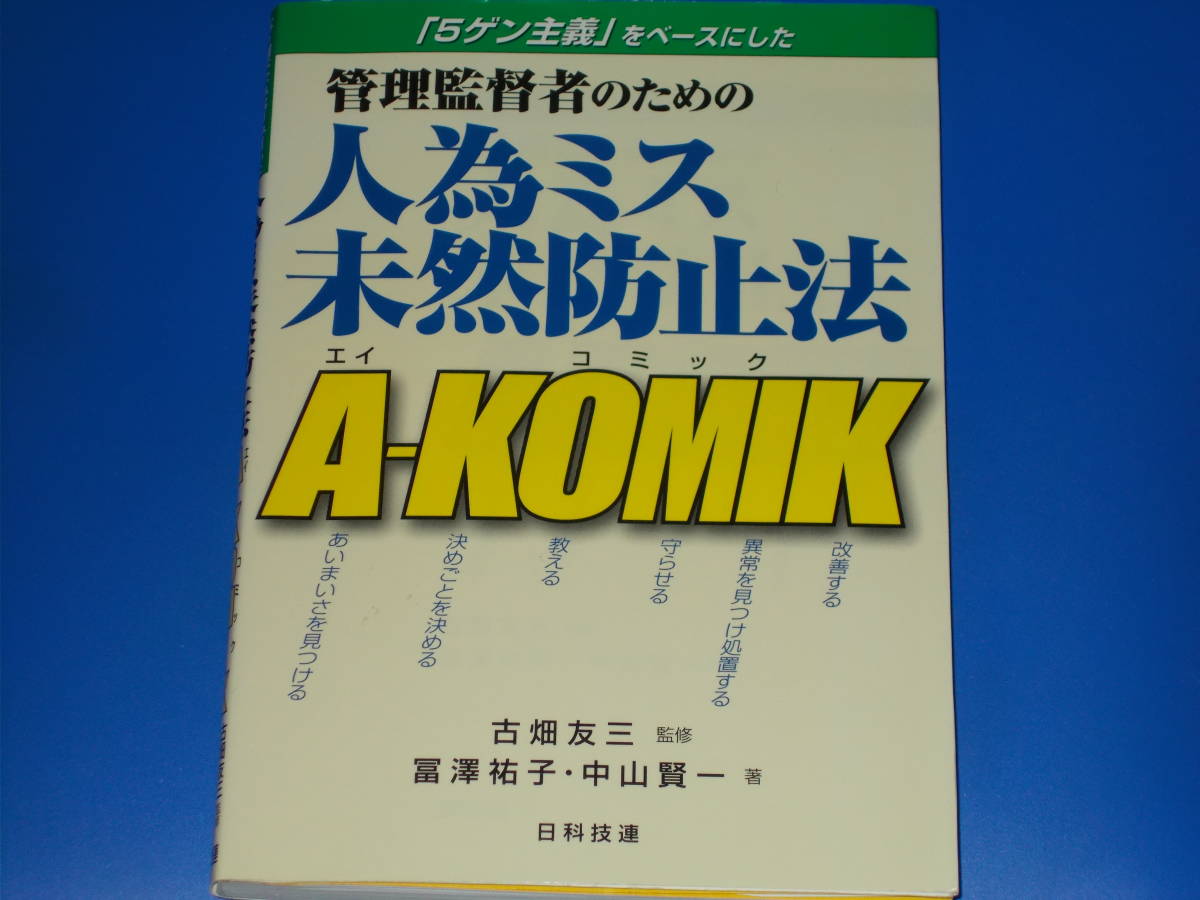 「5ゲン主義」をベースにした
管理監督者のための
人為ミス
未然防止法
エイ コミック
A-KOMIK
あいまいさを見つける
決めごとを決める
教える
守らせる
異常を見つけ処置する
改善する
古畑友三 監修
冨澤祐子・中山賢一 著
日科技連